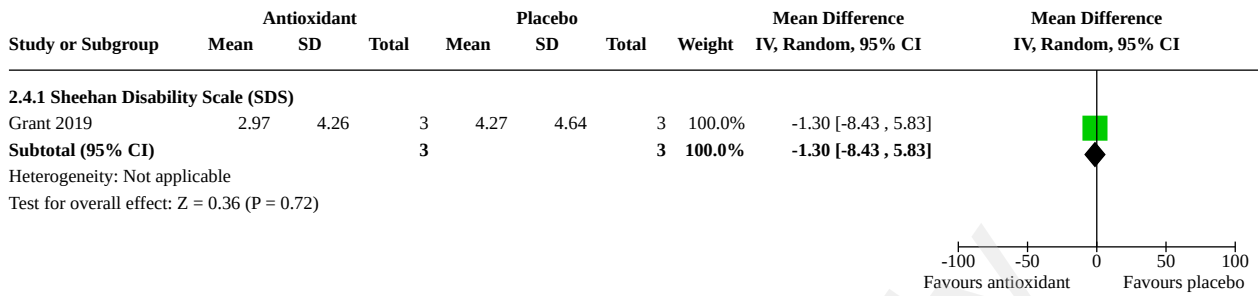 Antioxidant Placebo Mean Difference Mean Difference
Study or Subgroup Mean SD Total Mean SD Total Weight IV, Random, 95% CI IV, Random, 95% CI
2.4.1 Sheehan Disability Scale (SDS)
Grant 2019 2.97 4.26 3 4.27 4.64 3 100.0% -1.30 [-8.43 , 5.83]
Subtotal (95% CI) 3 3 100.0% -1.30 [-8.43 , 5.83]
Heterogeneity: Not applicable
Test for overall effect: Z = 0.36 (P = 0.72)
-100 -50 0 50 100
Favours antioxidant Favours placebo